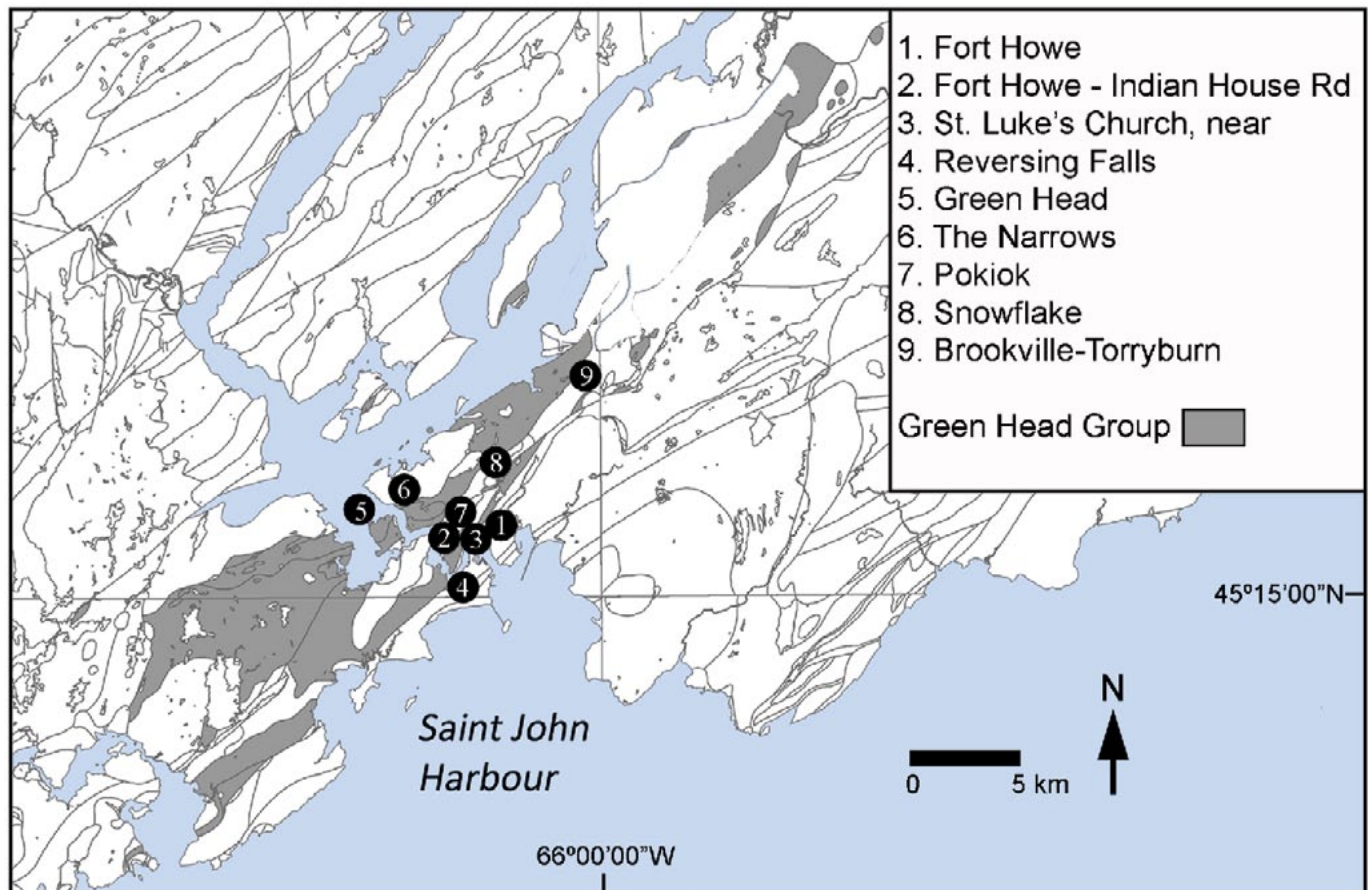 1. Fort Howe
2. Fort Howe - Indian House Rd
3. St. Luke's Church, near
4. Reversing Falls
5. Green Head
6. The Narrows
7. Pokiok
8. Snowflake
9. Brookville-Torryburn
Green Head Group
9
8
6
5
7
1
2
3
4
45º15'00"N
N
Saint John
Harbour
0
5 km
66º00'00"W